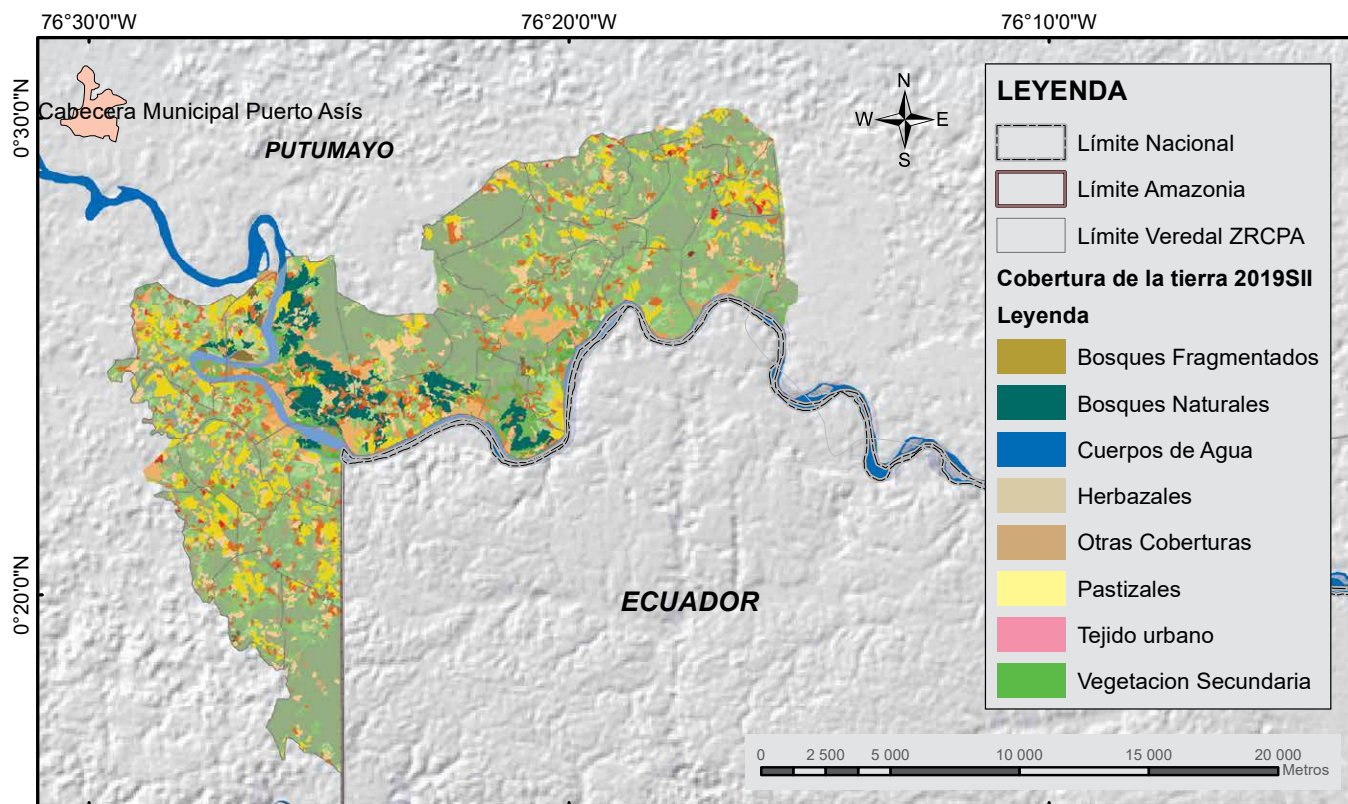 76°30'0"W 76°20'0"W 76°10'0"W
0°30'0"N
0°20'0"N
Cabecera Municipal Puerto Asís
PUTUMAYO
ECUADOR
N
W E
S
LEYENDA
Límite Nacional
Límite Amazonia
Límite Veredal ZRCPA
Cobertura de la tierra 2019SII
Leyenda
Bosques Fragmentados
Bosques Naturales
Cuerpos de Agua
Herbazales
Otras Coberturas
Pastizales
Tejido urbano
Vegetacion Secundaria
0 2 500 5 000 10 000 15 000 20 000
Metros